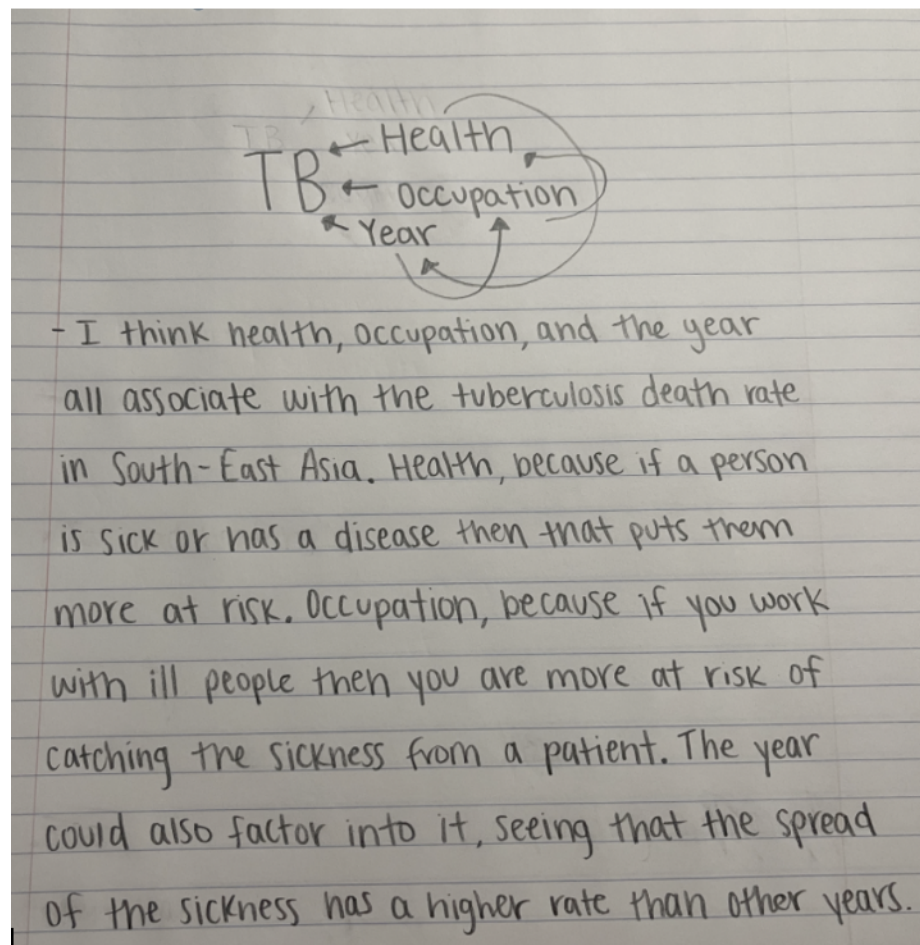 Health
TB
Occupation
Year
- I think health, occupation, and the year
all associate with the tuberculosis death rate
in South-East Asia. Health, because if a person
is sick or has a disease then that puts them
more at risk. Occupation, because if you work
with ill people then you are more at risk of
catching the sickness from a patient. The year
could also factor into it, seeing that the spread
of the sickness has a higher rate than other years.